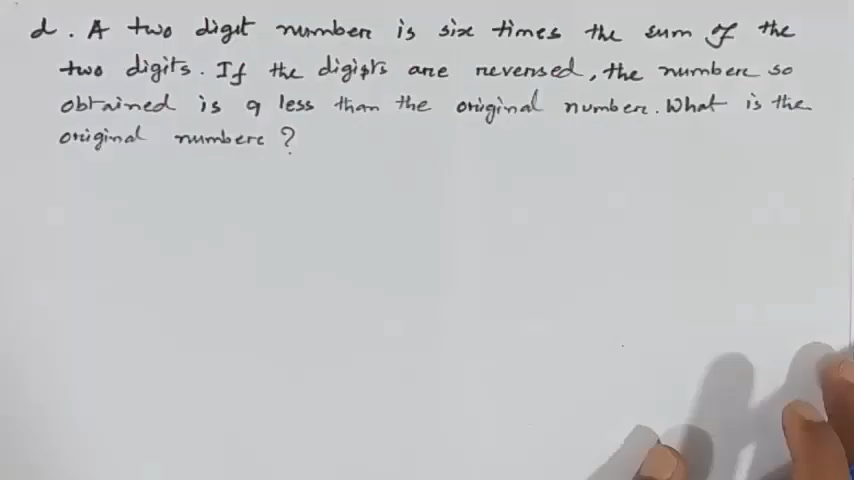 d. A two digit number is six times the sum of the
two digits. If the digits are reversed, the number so
obtained is 9 less than the original number. What is the
original number ?